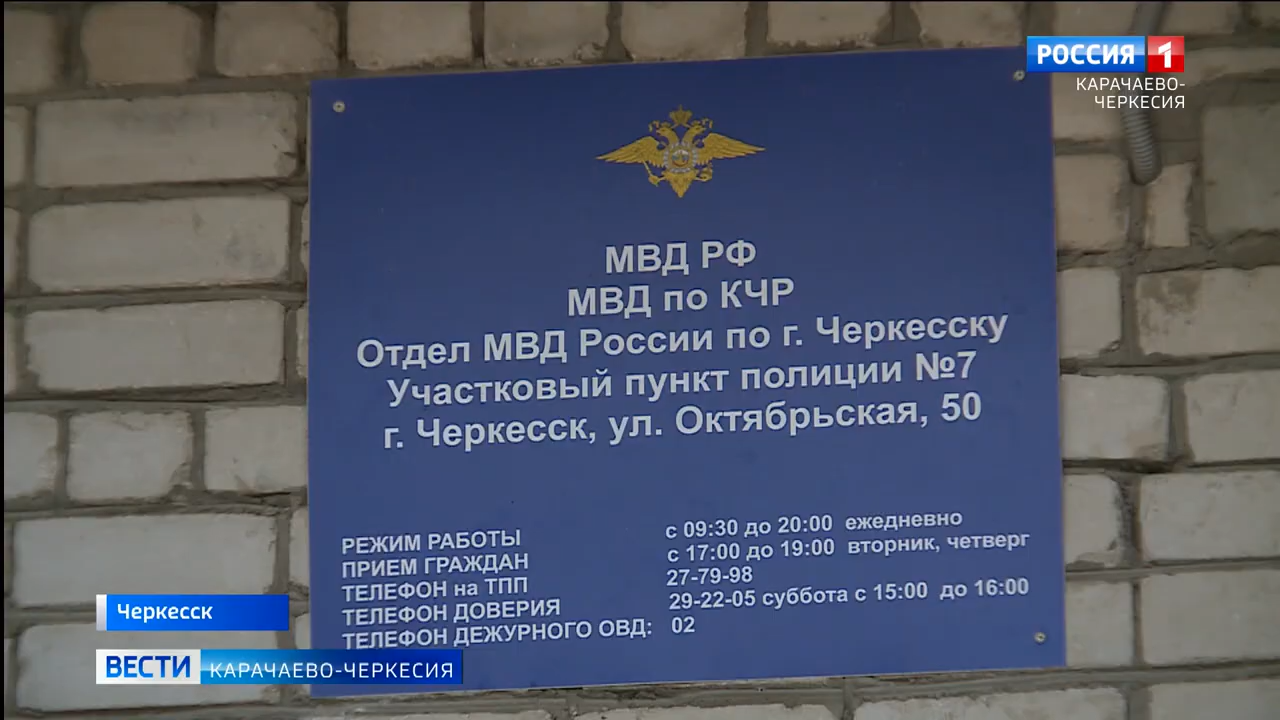 РОССИЯ 1
КАРАЧАЕВО-
ЧЕРКЕСИЯ
МВД РФ
МВД по КЧР
Отдел МВД России по г. Черкесску
Участковый пункт полиции №7
г. Черкесск, ул. Октябрьская, 50
РЕЖИМ РАБОТЫ с 09:30 до 20:00 ежедневно
ПРИЕМ ГРАЖДАН с 17:00 до 19:00 вторник, четверг
ТЕЛЕФОН на ТПП 27-79-98
ТЕЛЕФОН ДОВЕРИЯ 29-22-05 суббота с 15:00 до 16:00
ТЕЛЕФОН ДЕЖУРНОГО ОВД: 02
Черкесск
ВЕСТИ КАРАЧАЕВО-ЧЕРКЕСИЯ